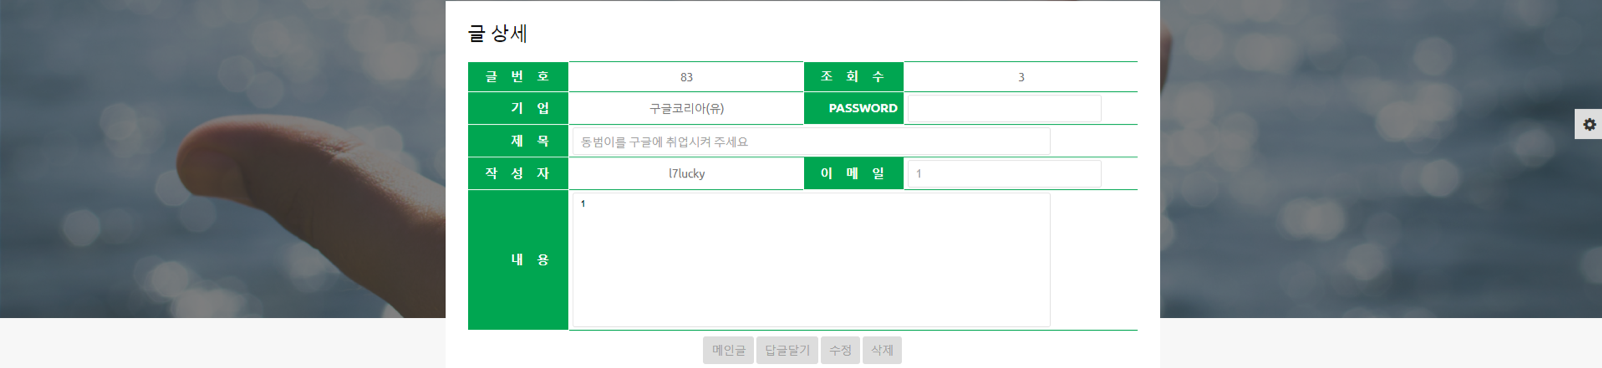 글 상세
글 번 호 83 조 회 수 3
기 업 구글코리아(유) PASSWORD
제 목 동범이를 구글에 취업시켜 주세요
작 성 자 l7lucky 이 메 일 1
내 용 1
메인글 답글달기 수정 삭제